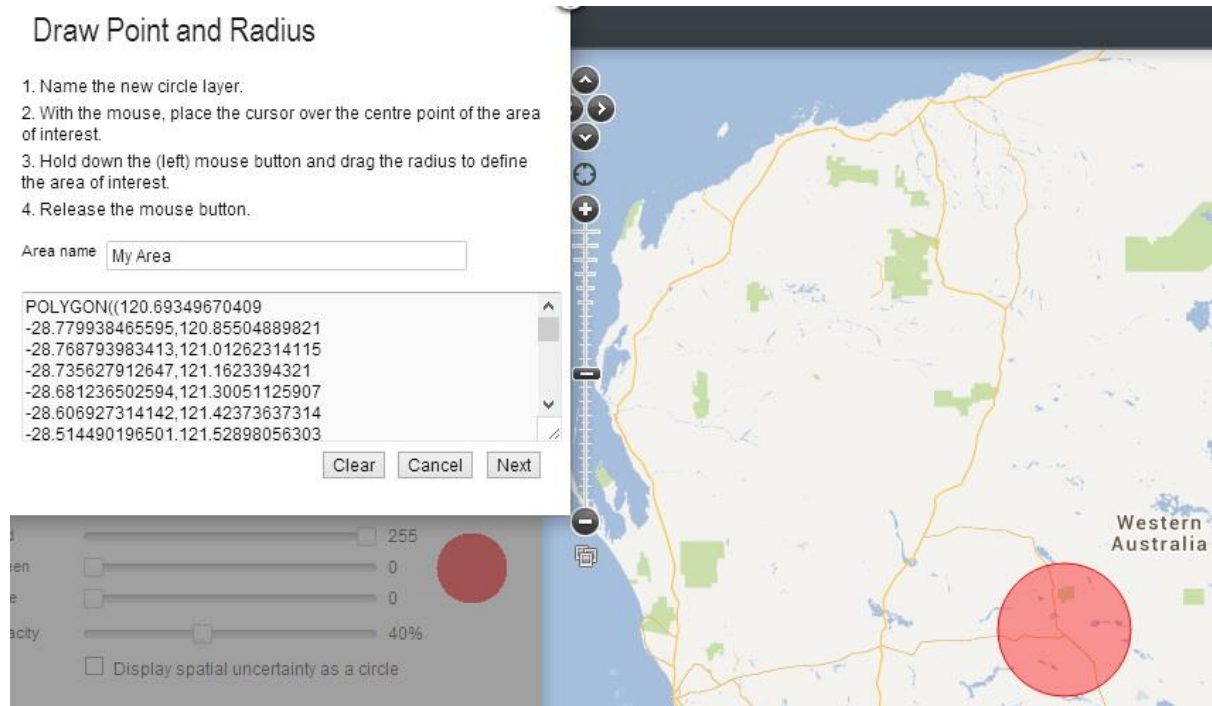 Draw Point and Radius
1. Name the new circle layer.
2. With the mouse, place the cursor over the centre point of the area
of interest.
3. Hold down the (left) mouse button and drag the radius to define
the area of interest.
4. Release the mouse button.
Area name My Area
POLYGON((120.69349670409
-28.779938465595,120.85504889821
-28.768793983413,121.01262314115
-28.735627912647,121.1623394321
-28.681236502594,121.30051125907
-28.606927314142,121.42373637314
-28.514490196501,121.52898056303
Clear Cancel Next
255
0
0
40%
Display spatial uncertainty as a circle
Western
Australia